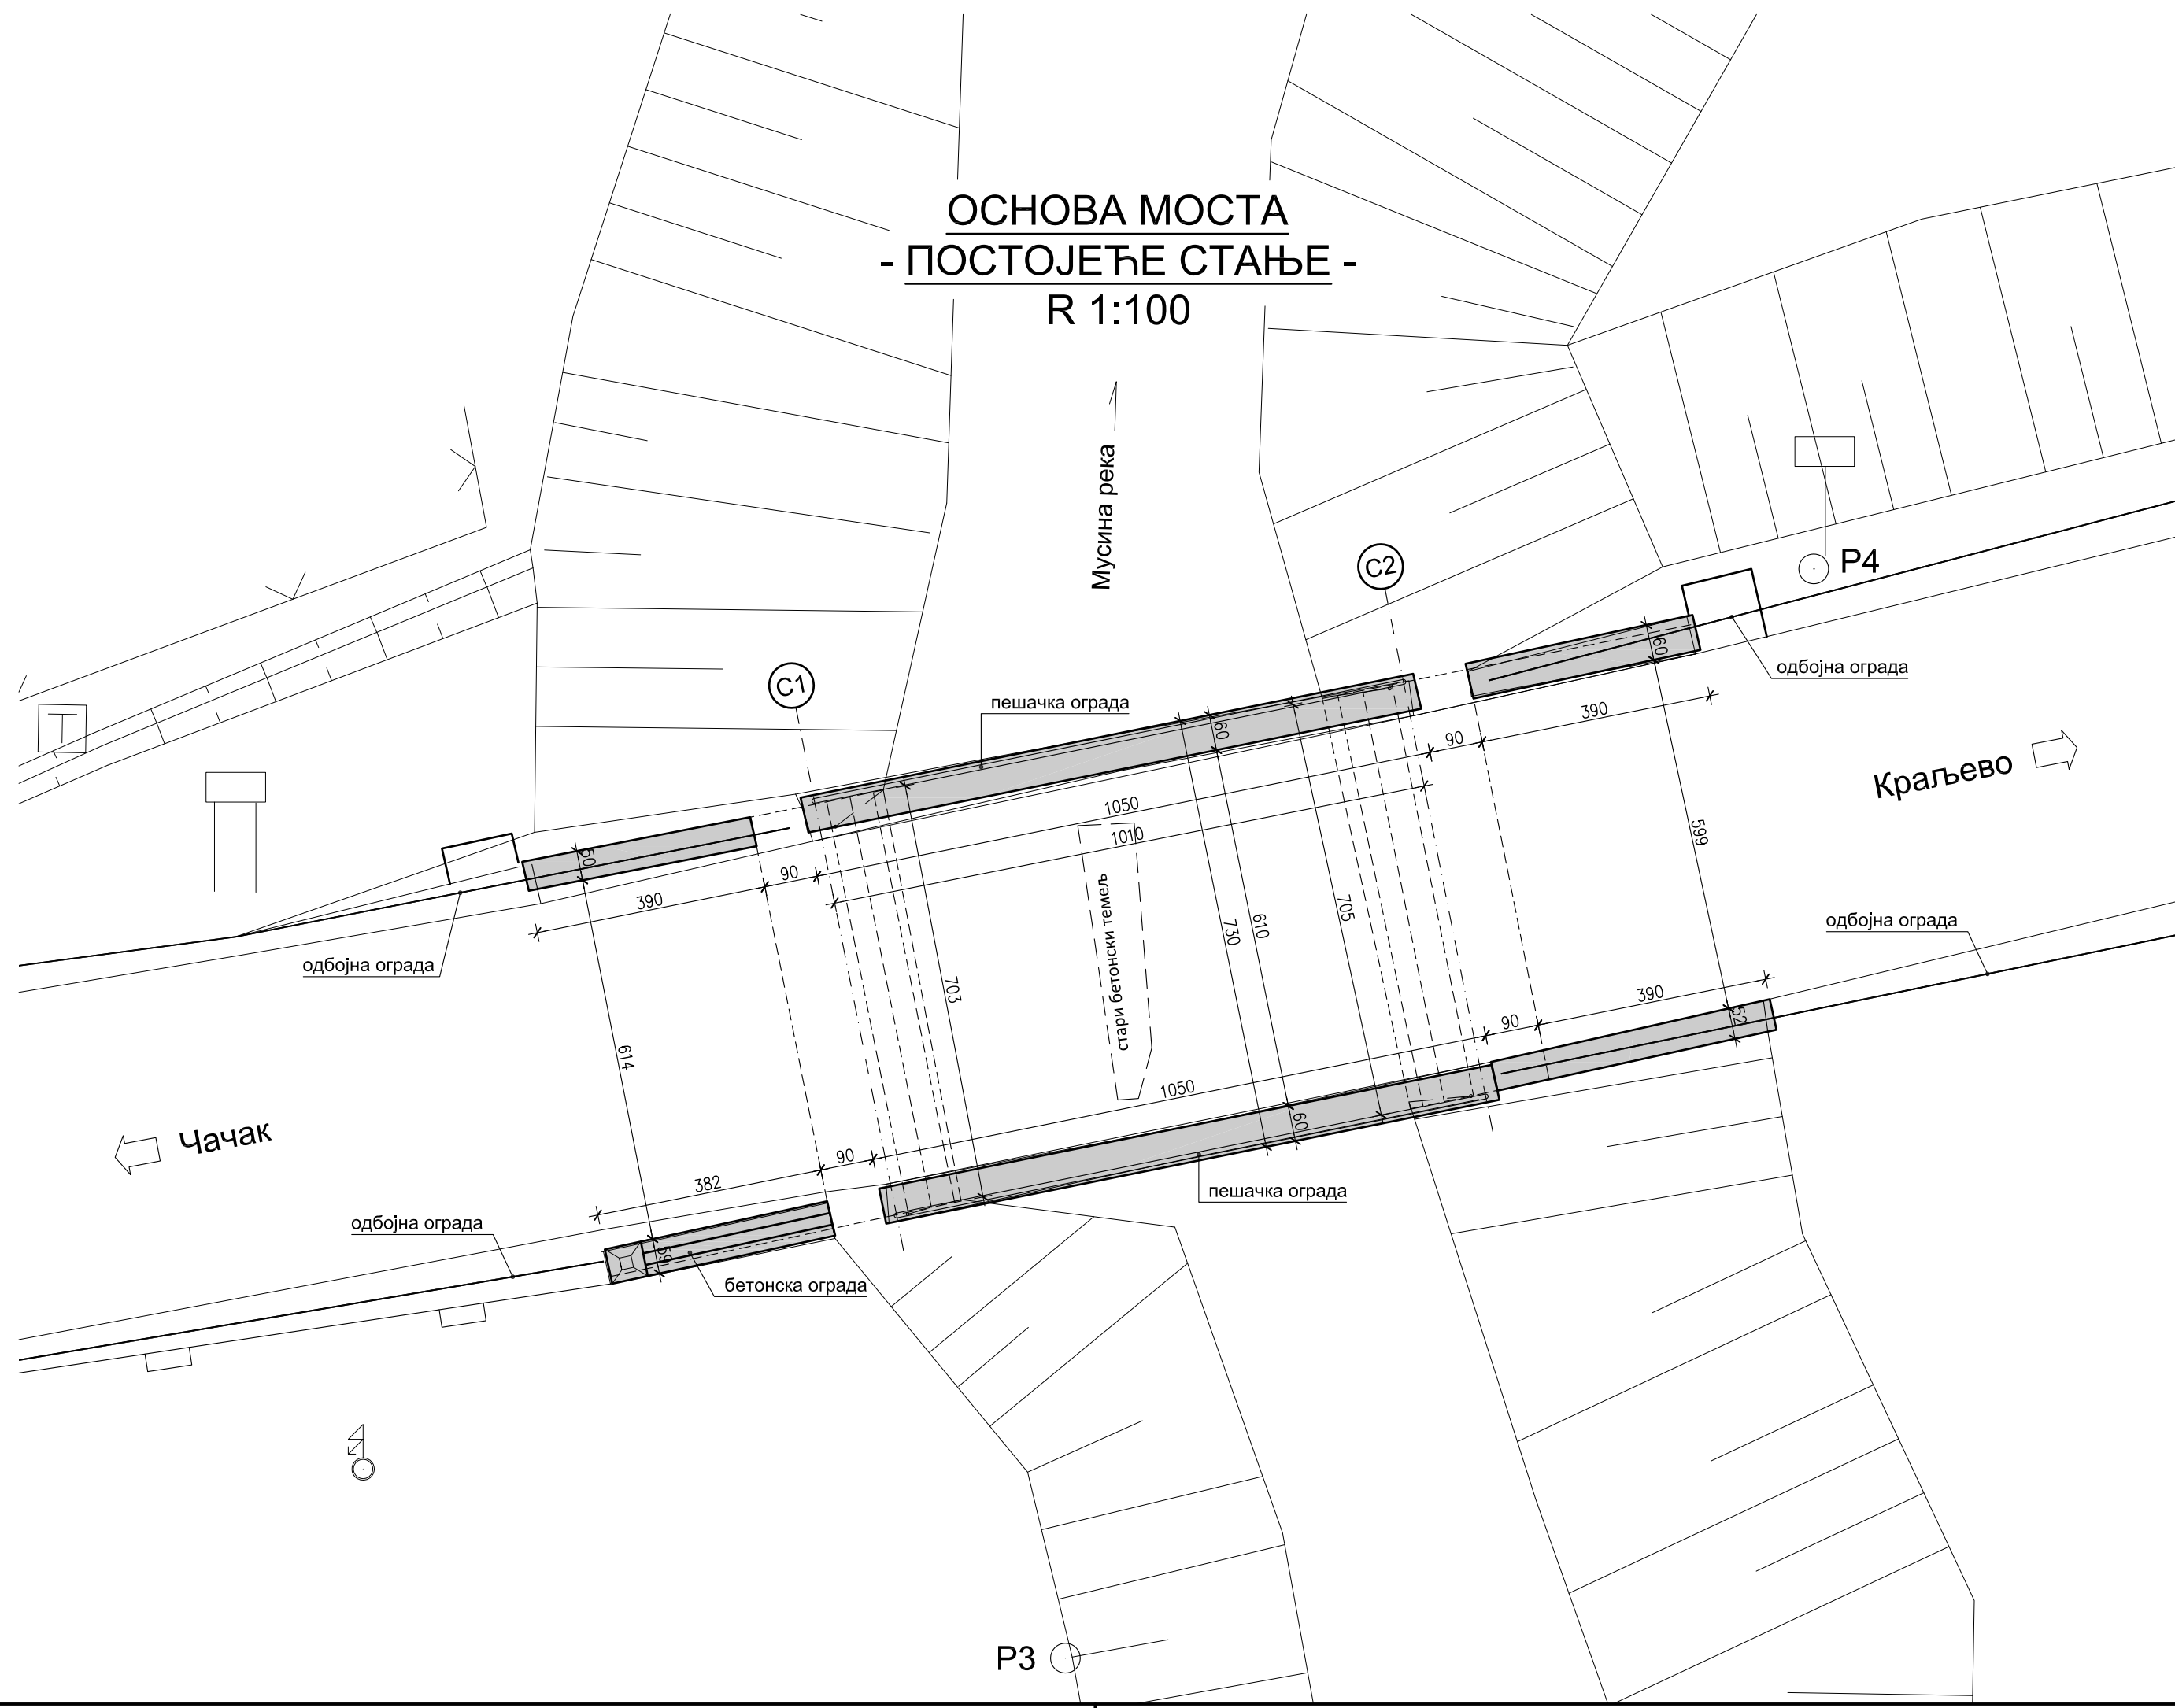 ОСНОВА МОСТА
- ПОСТОЈЕЋЕ СТАЊЕ -
R 1:100
Мусина река
C2
P4
60
одбојна ограда
C1
пешачка ограда
60
390
90
Краљево
1050
1010
599
50
90
390
стари бетонски темељ
730
610
705
одбојна ограда
одбојна ограда
703
390
90
52
614
1050
60
Чачак
90
382
пешачка ограда
одбојна ограда
59
бетонска ограда
P3